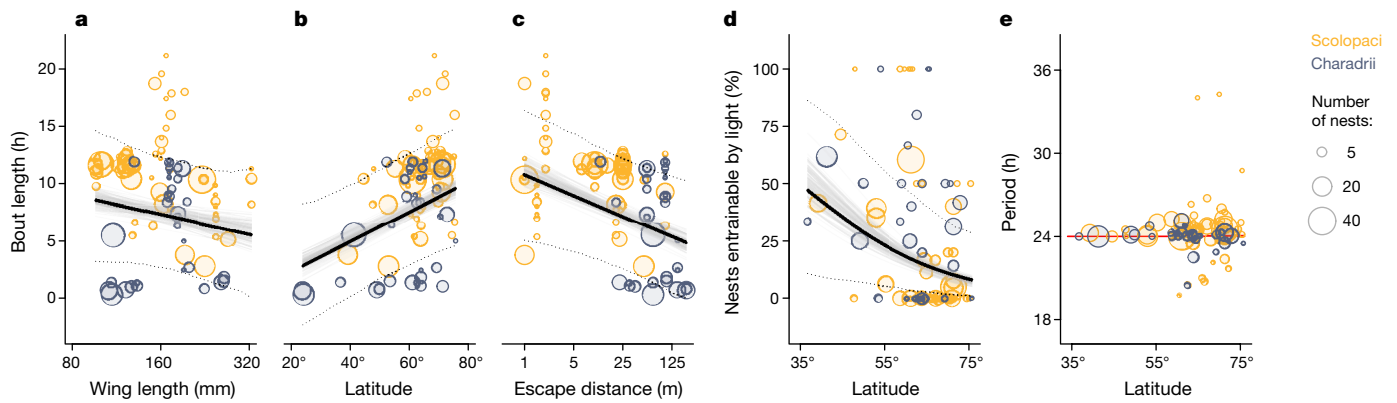 a
Bout length (h)
20
15
10
5
0
80
160
320
Wing length (mm)
b
20°
40°
60°
80°
Latitude
c
1
5
25
125
Escape distance (m)
d
Nests entrainable by light (%)
100
75
50
25
0
35°
55°
75°
Latitude
e
Period (h)
36
30
24
18
35°
55°
75°
Latitude
Scolopaci
Charadrii
Number
of nests:
5
20
40